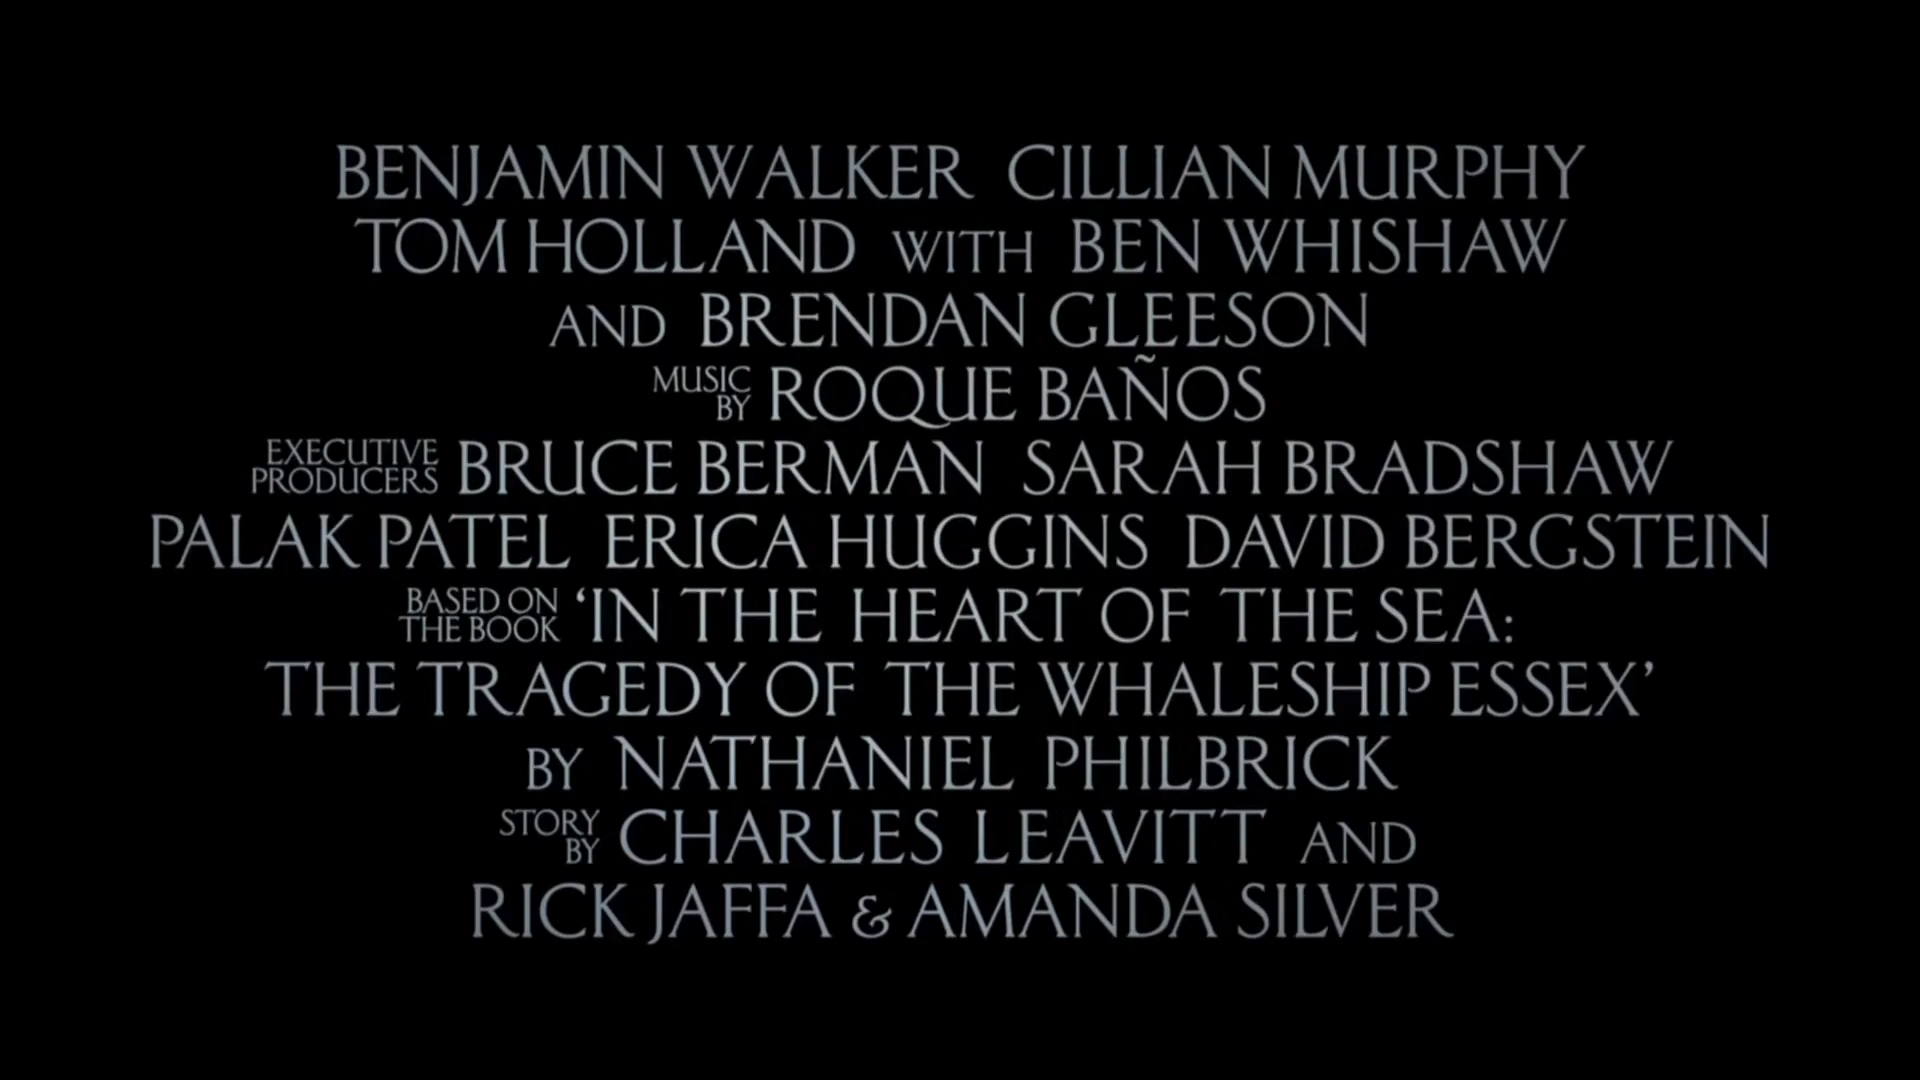 BENJAMIN WALKER CILLIAN MURPHY
TOM HOLLAND WITH BEN WHISHAW
AND BRENDAN GLEESON
MUSIC BY ROQUE BAÑOS
EXECUTIVE PRODUCERS BRUCE BERMAN SARAH BRADSHAW
PALAK PATEL ERICA HUGGINS DAVID BERGSTEIN
BASED ON THE BOOK ‘IN THE HEART OF THE SEA:
THE TRAGEDY OF THE WHALESHIP ESSEX’
BY NATHANIEL PHILBRICK
STORY BY CHARLES LEAVITT AND
RICK JAFFA & AMANDA SILVER